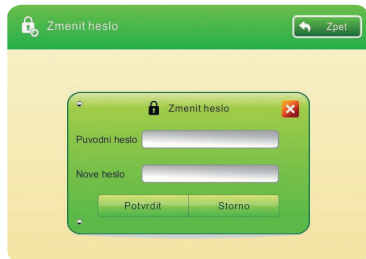 Zmenit heslo
Zpet
Zmenit heslo
Puvodni heslo
Nove heslo
Potvrdit
Storno